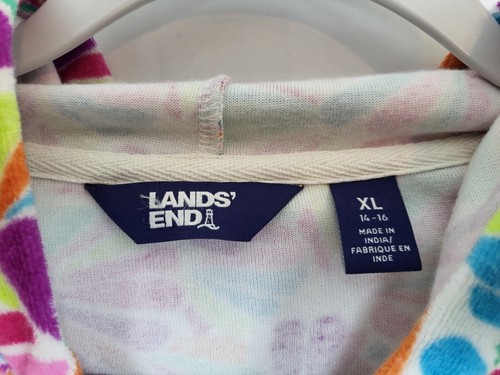 LANDS'
END
XL
14-16
MADE IN
INDIA/
FABRIQUE EN
INDE